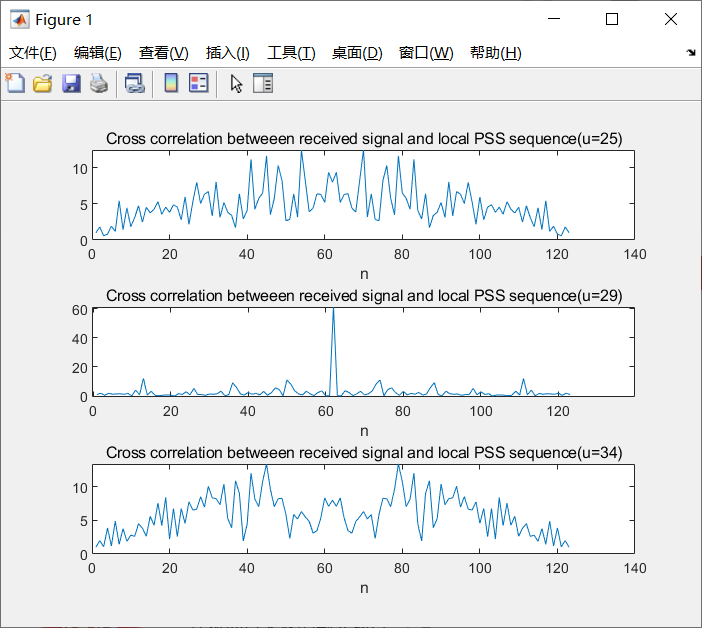 Figure 1
文件(F) 编辑(E) 查看(V) 插入(I) 工具(T) 桌面(D) 窗口(W) 帮助(H)
Cross correlation betweeen received signal and local PSS sequence(u=25)
10
5
0
0 20 40 60 80 100 120 140
n
Cross correlation betweeen received signal and local PSS sequence(u=29)
60
40
20
0
0 20 40 60 80 100 120 140
n
Cross correlation betweeen received signal and local PSS sequence(u=34)
10
5
0
0 20 40 60 80 100 120 140
n